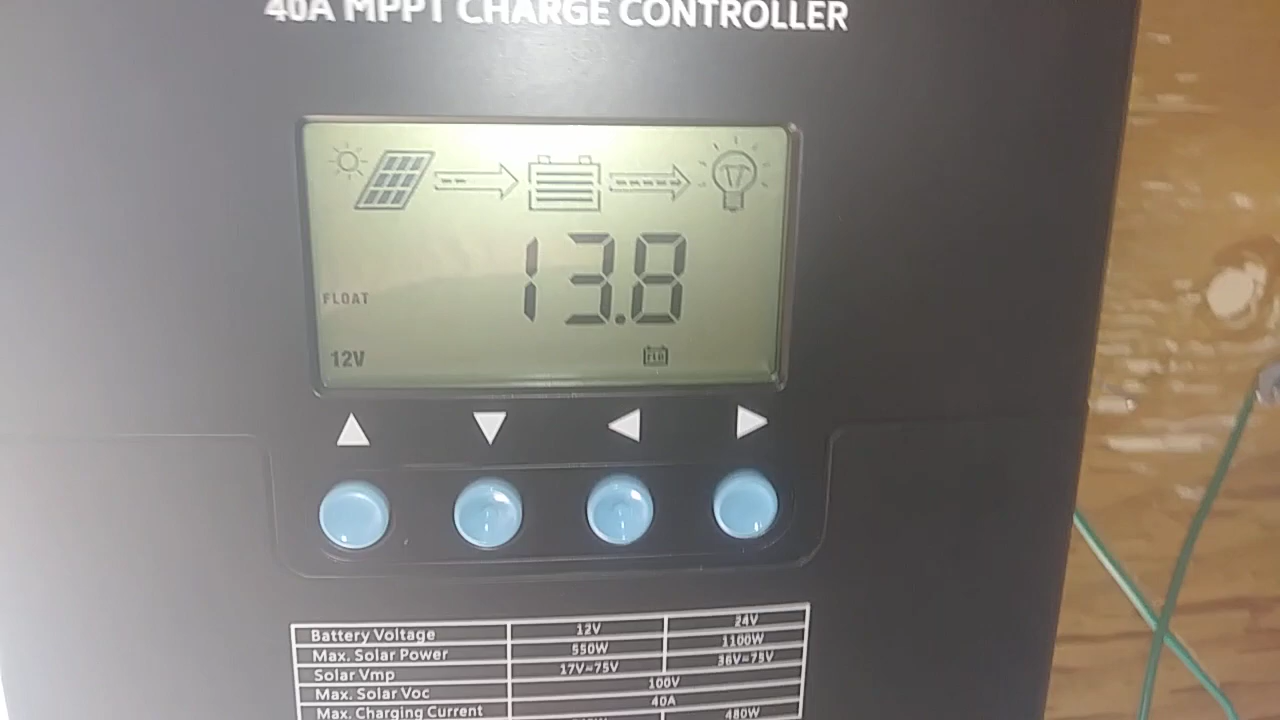 40A MPPT CHARGE CONTROLLER
13.8
FLOAT
12V
FLD
Battery Voltage 12V 24V
Max. Solar Power 550W 1100W
Solar Vmp 17V~75V 36V~75V
Max. Solar Voc 100V
Max. Charging Current 40A
480W